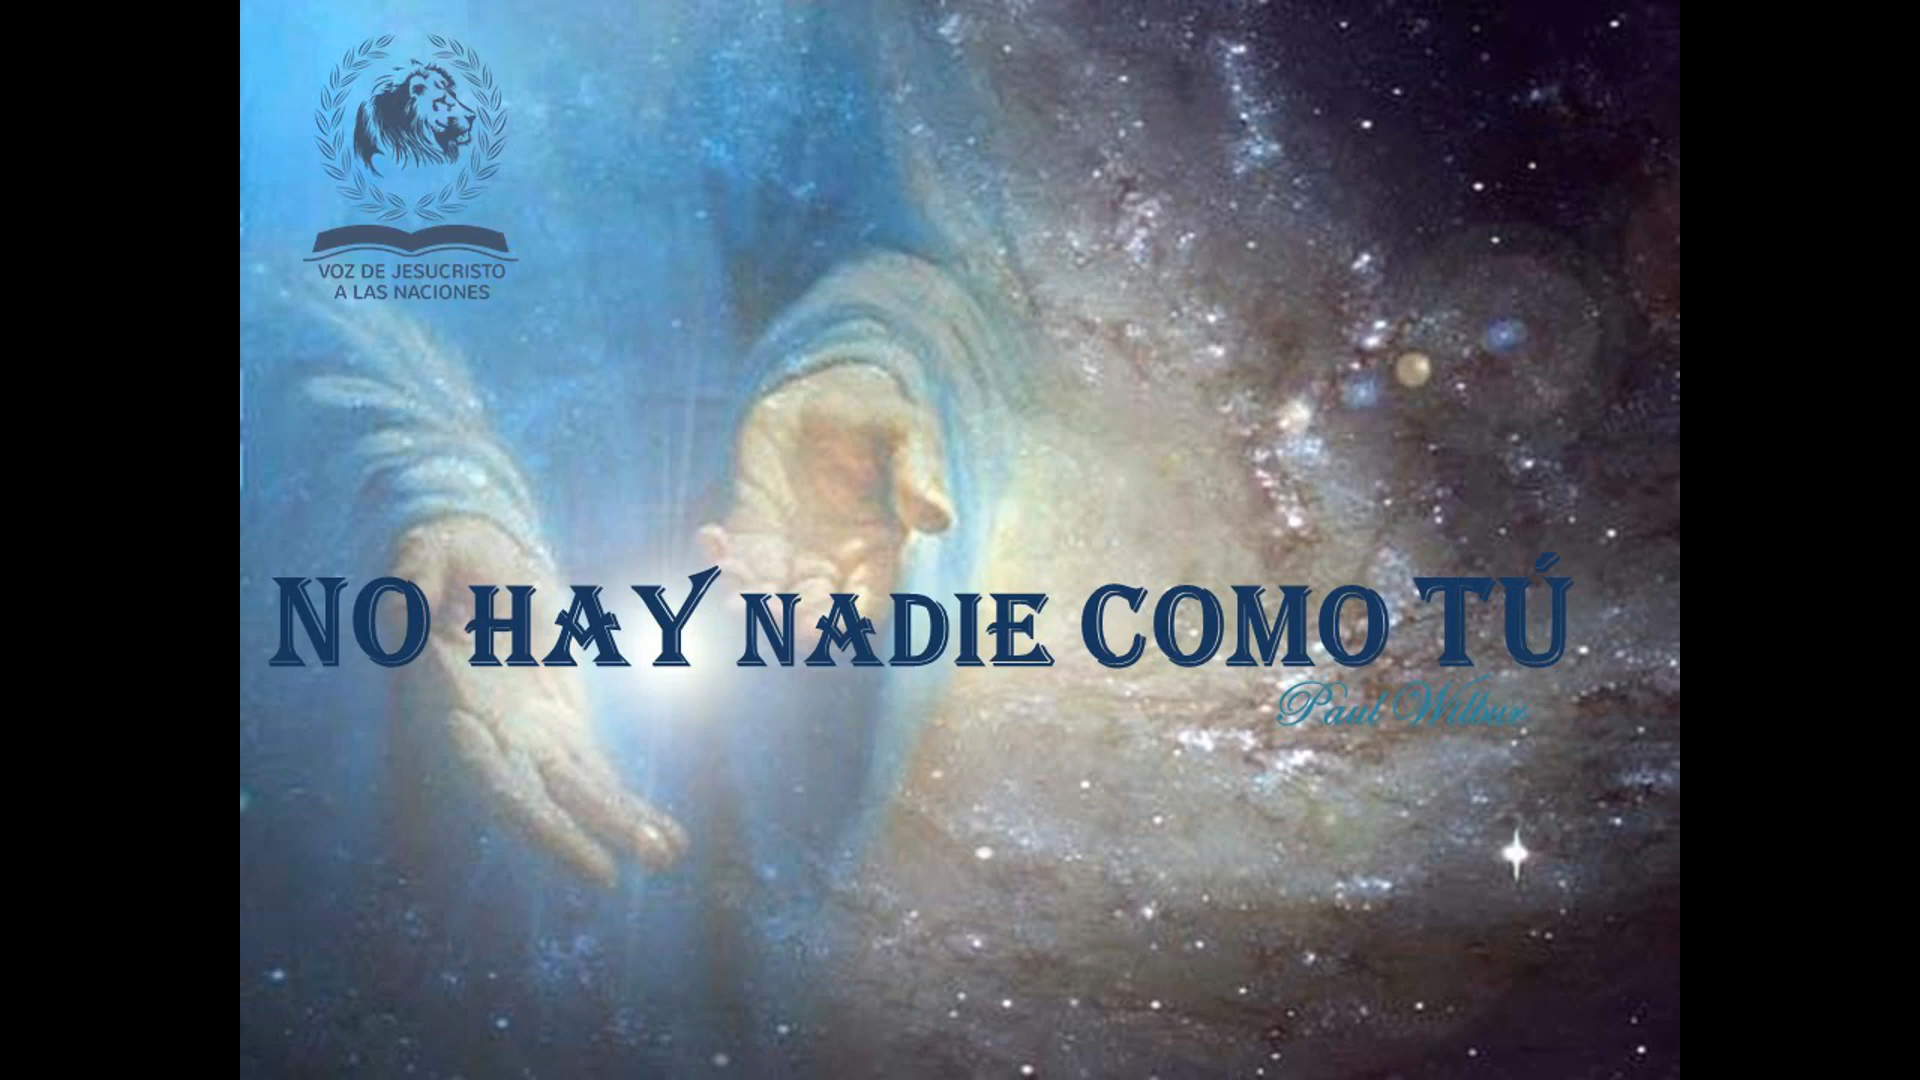 VOZ DE JESUCRISTO
A LAS NACIONES
NO HAY NADIE COMO TÚ
Paul Wilbur